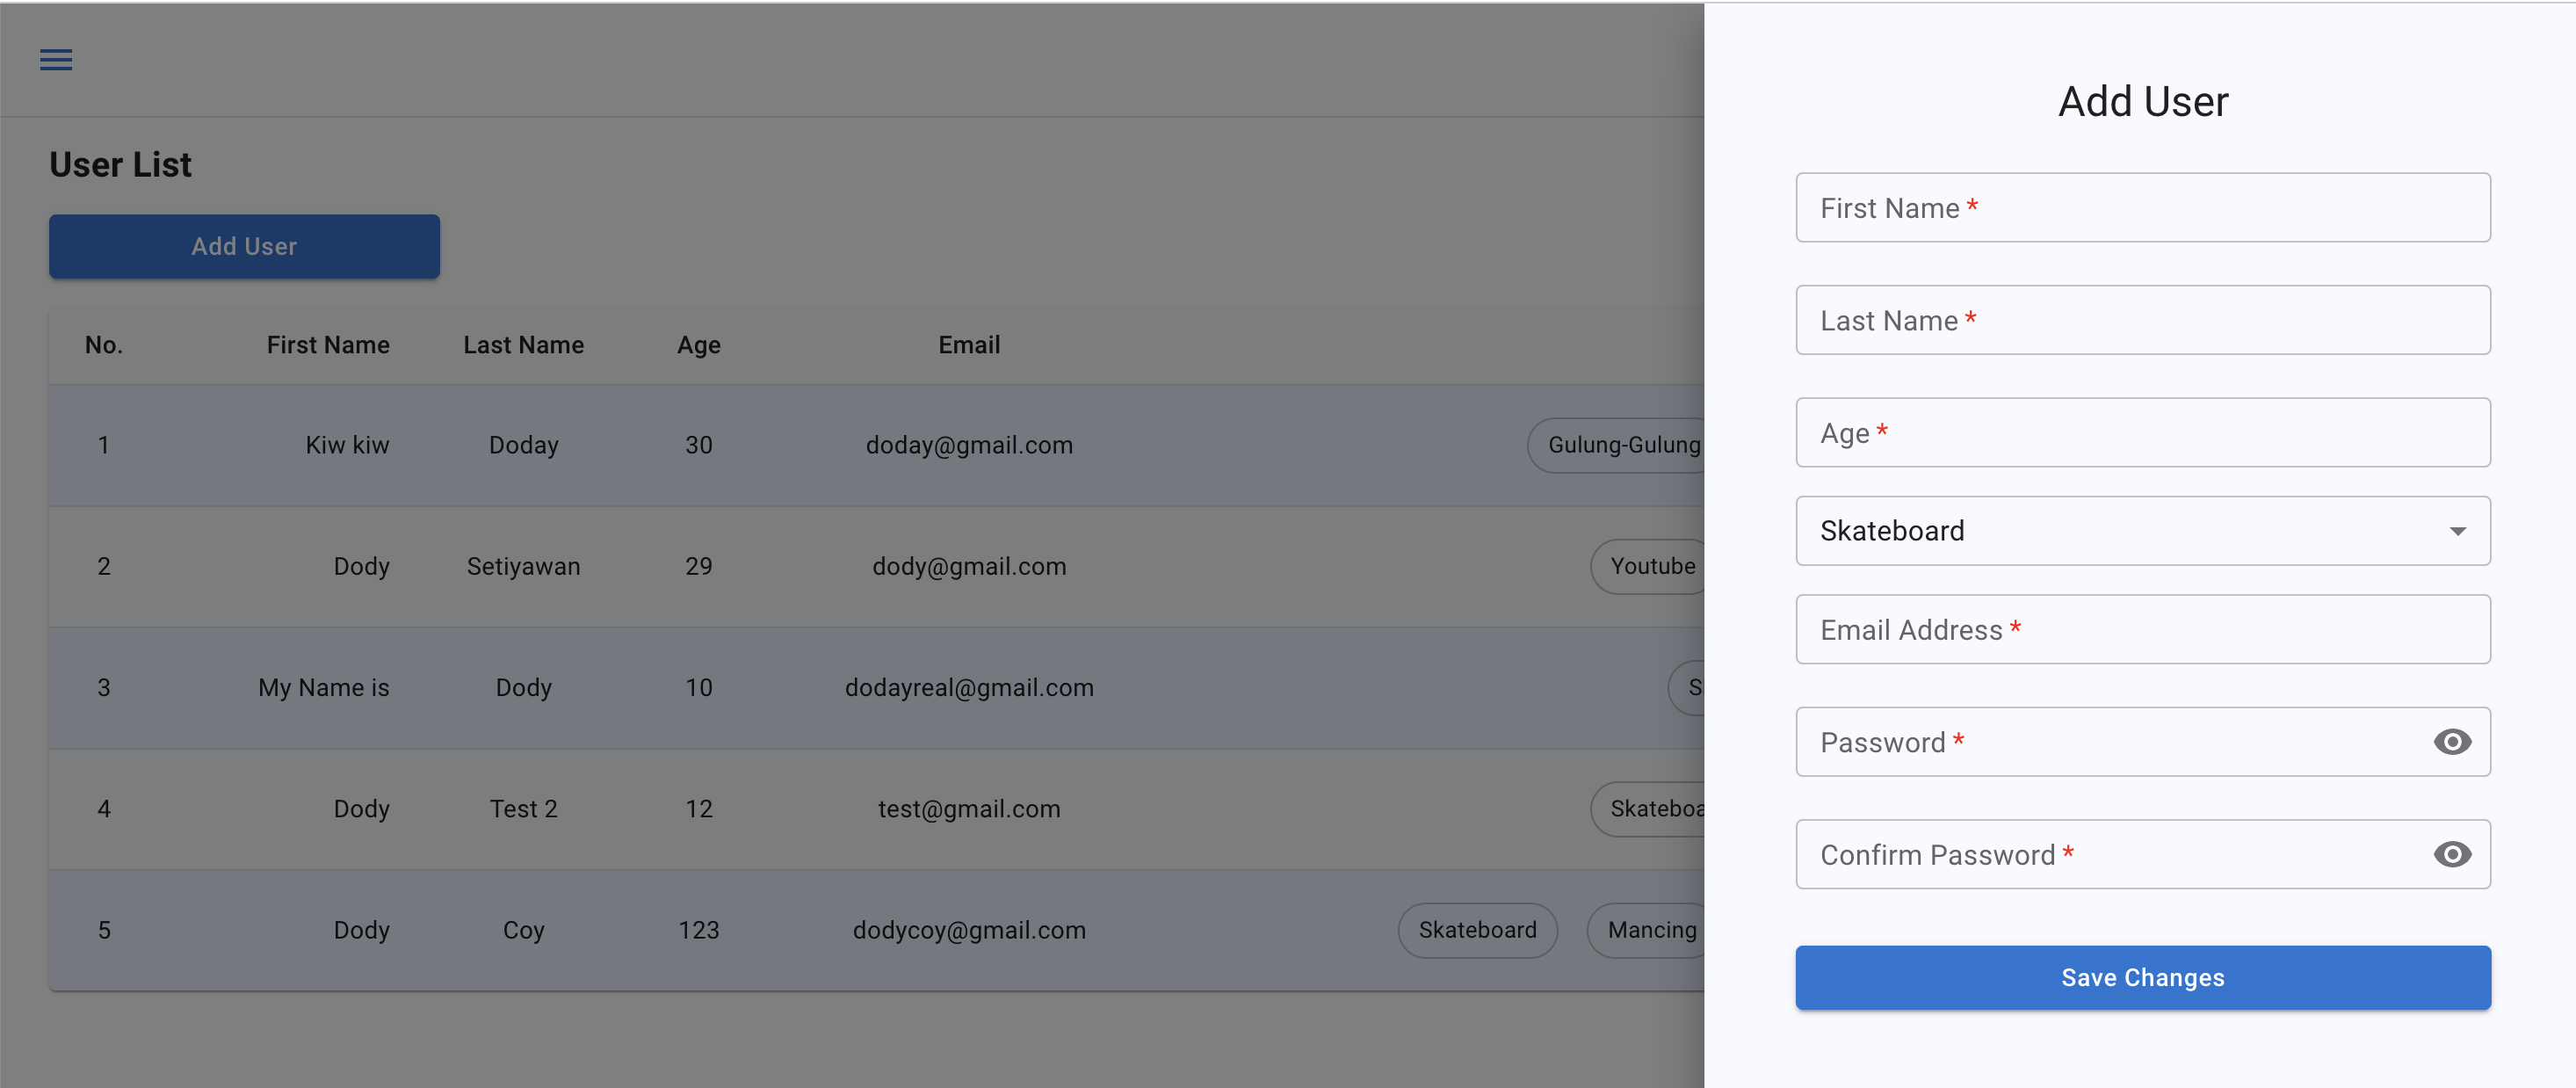 User List
Add User
No. First Name Last Name Age Email
1 Kiw kiw Doday 30 doday@gmail.com Gulung-Gulung
2 Dody Setiyawan 29 dody@gmail.com Youtube
3 My Name is Dody 10 dodayreal@gmail.com S
4 Dody Test 2 12 test@gmail.com Skateboa
5 Dody Coy 123 dodycoy@gmail.com Skateboard Mancing
Add User
First Name *
Last Name *
Age *
Skateboard
Email Address *
Password *
Confirm Password *
Save Changes